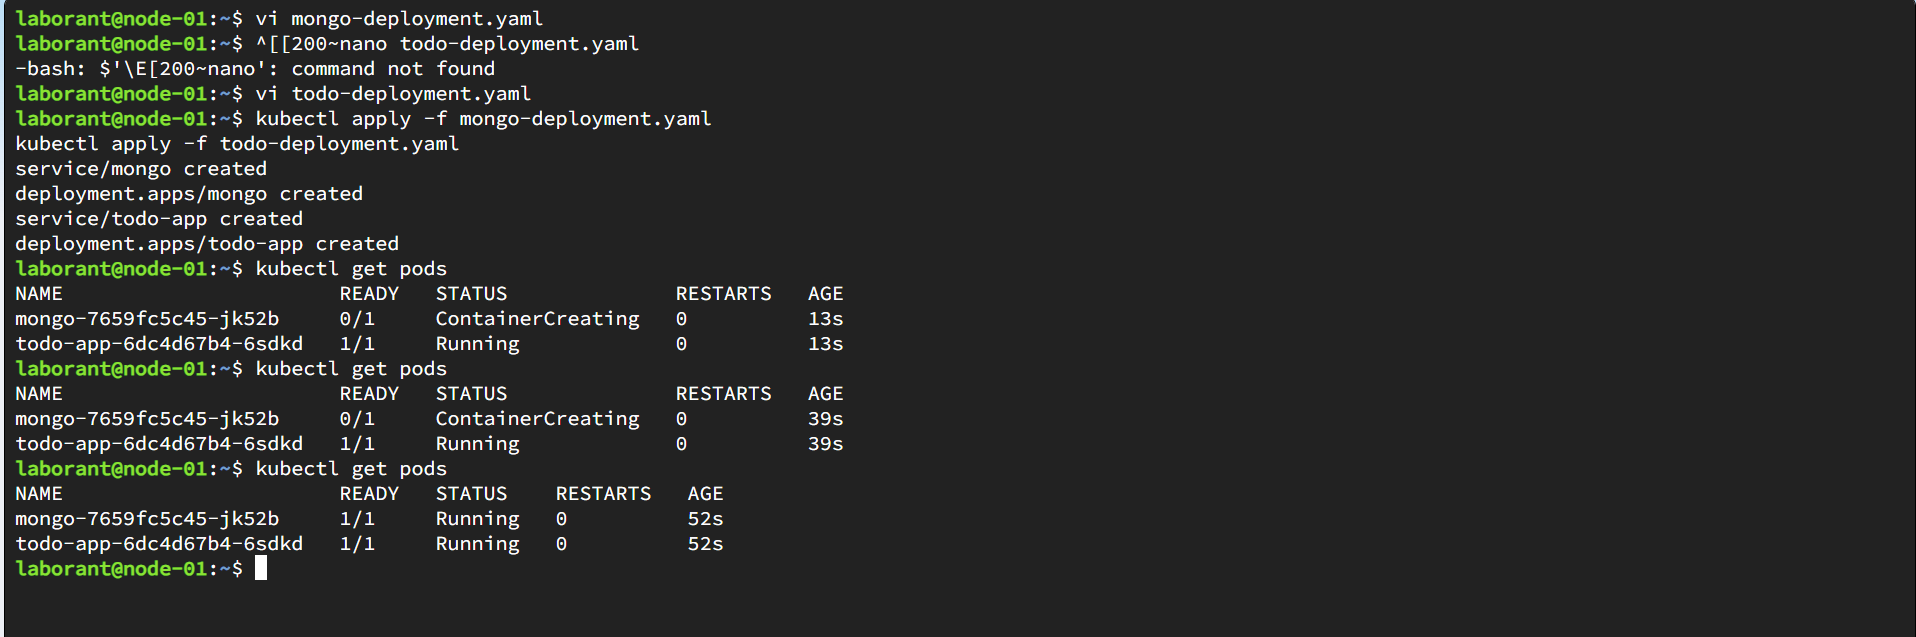 laborant@node-01:~$ vi mongo-deployment.yaml
laborant@node-01:~$ ^[[200~nano todo-deployment.yaml
-bash: $'\E[200~nano': command not found
laborant@node-01:~$ vi todo-deployment.yaml
laborant@node-01:~$ kubectl apply -f mongo-deployment.yaml
kubectl apply -f todo-deployment.yaml
service/mongo created
deployment.apps/mongo created
service/todo-app created
deployment.apps/todo-app created
laborant@node-01:~$ kubectl get pods
NAME                       READY   STATUS              RESTARTS   AGE
mongo-7659fc5c45-jk52b     0/1     ContainerCreating   0          13s
todo-app-6dc4d67b4-6sdkd   1/1     Running             0          13s
laborant@node-01:~$ kubectl get pods
NAME                       READY   STATUS              RESTARTS   AGE
mongo-7659fc5c45-jk52b     0/1     ContainerCreating   0          39s
todo-app-6dc4d67b4-6sdkd   1/1     Running             0          39s
laborant@node-01:~$ kubectl get pods
NAME                       READY   STATUS    RESTARTS   AGE
mongo-7659fc5c45-jk52b     1/1     Running   0          52s
todo-app-6dc4d67b4-6sdkd   1/1     Running   0          52s
laborant@node-01:~$